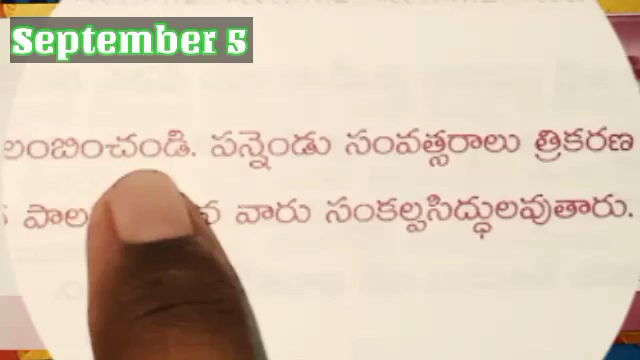 September 5
లంబించండి. పన్నెండు సంవత్సరాలు త్రికరణ
వారు సంకల్పసిద్ధులవుతారు.